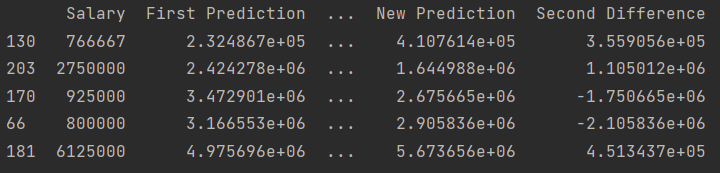 Salary First Prediction ... New Prediction Second Difference
130 766667 2.324867e+05 ... 4.107614e+05 3.559056e+05
203 2750000 2.424278e+06 ... 1.644988e+06 1.105012e+06
170 925000 3.472901e+06 ... 2.675665e+06 -1.750665e+06
66 800000 3.166553e+06 ... 2.905836e+06 -2.105836e+06
181 6125000 4.975696e+06 ... 5.673656e+06 4.513437e+05